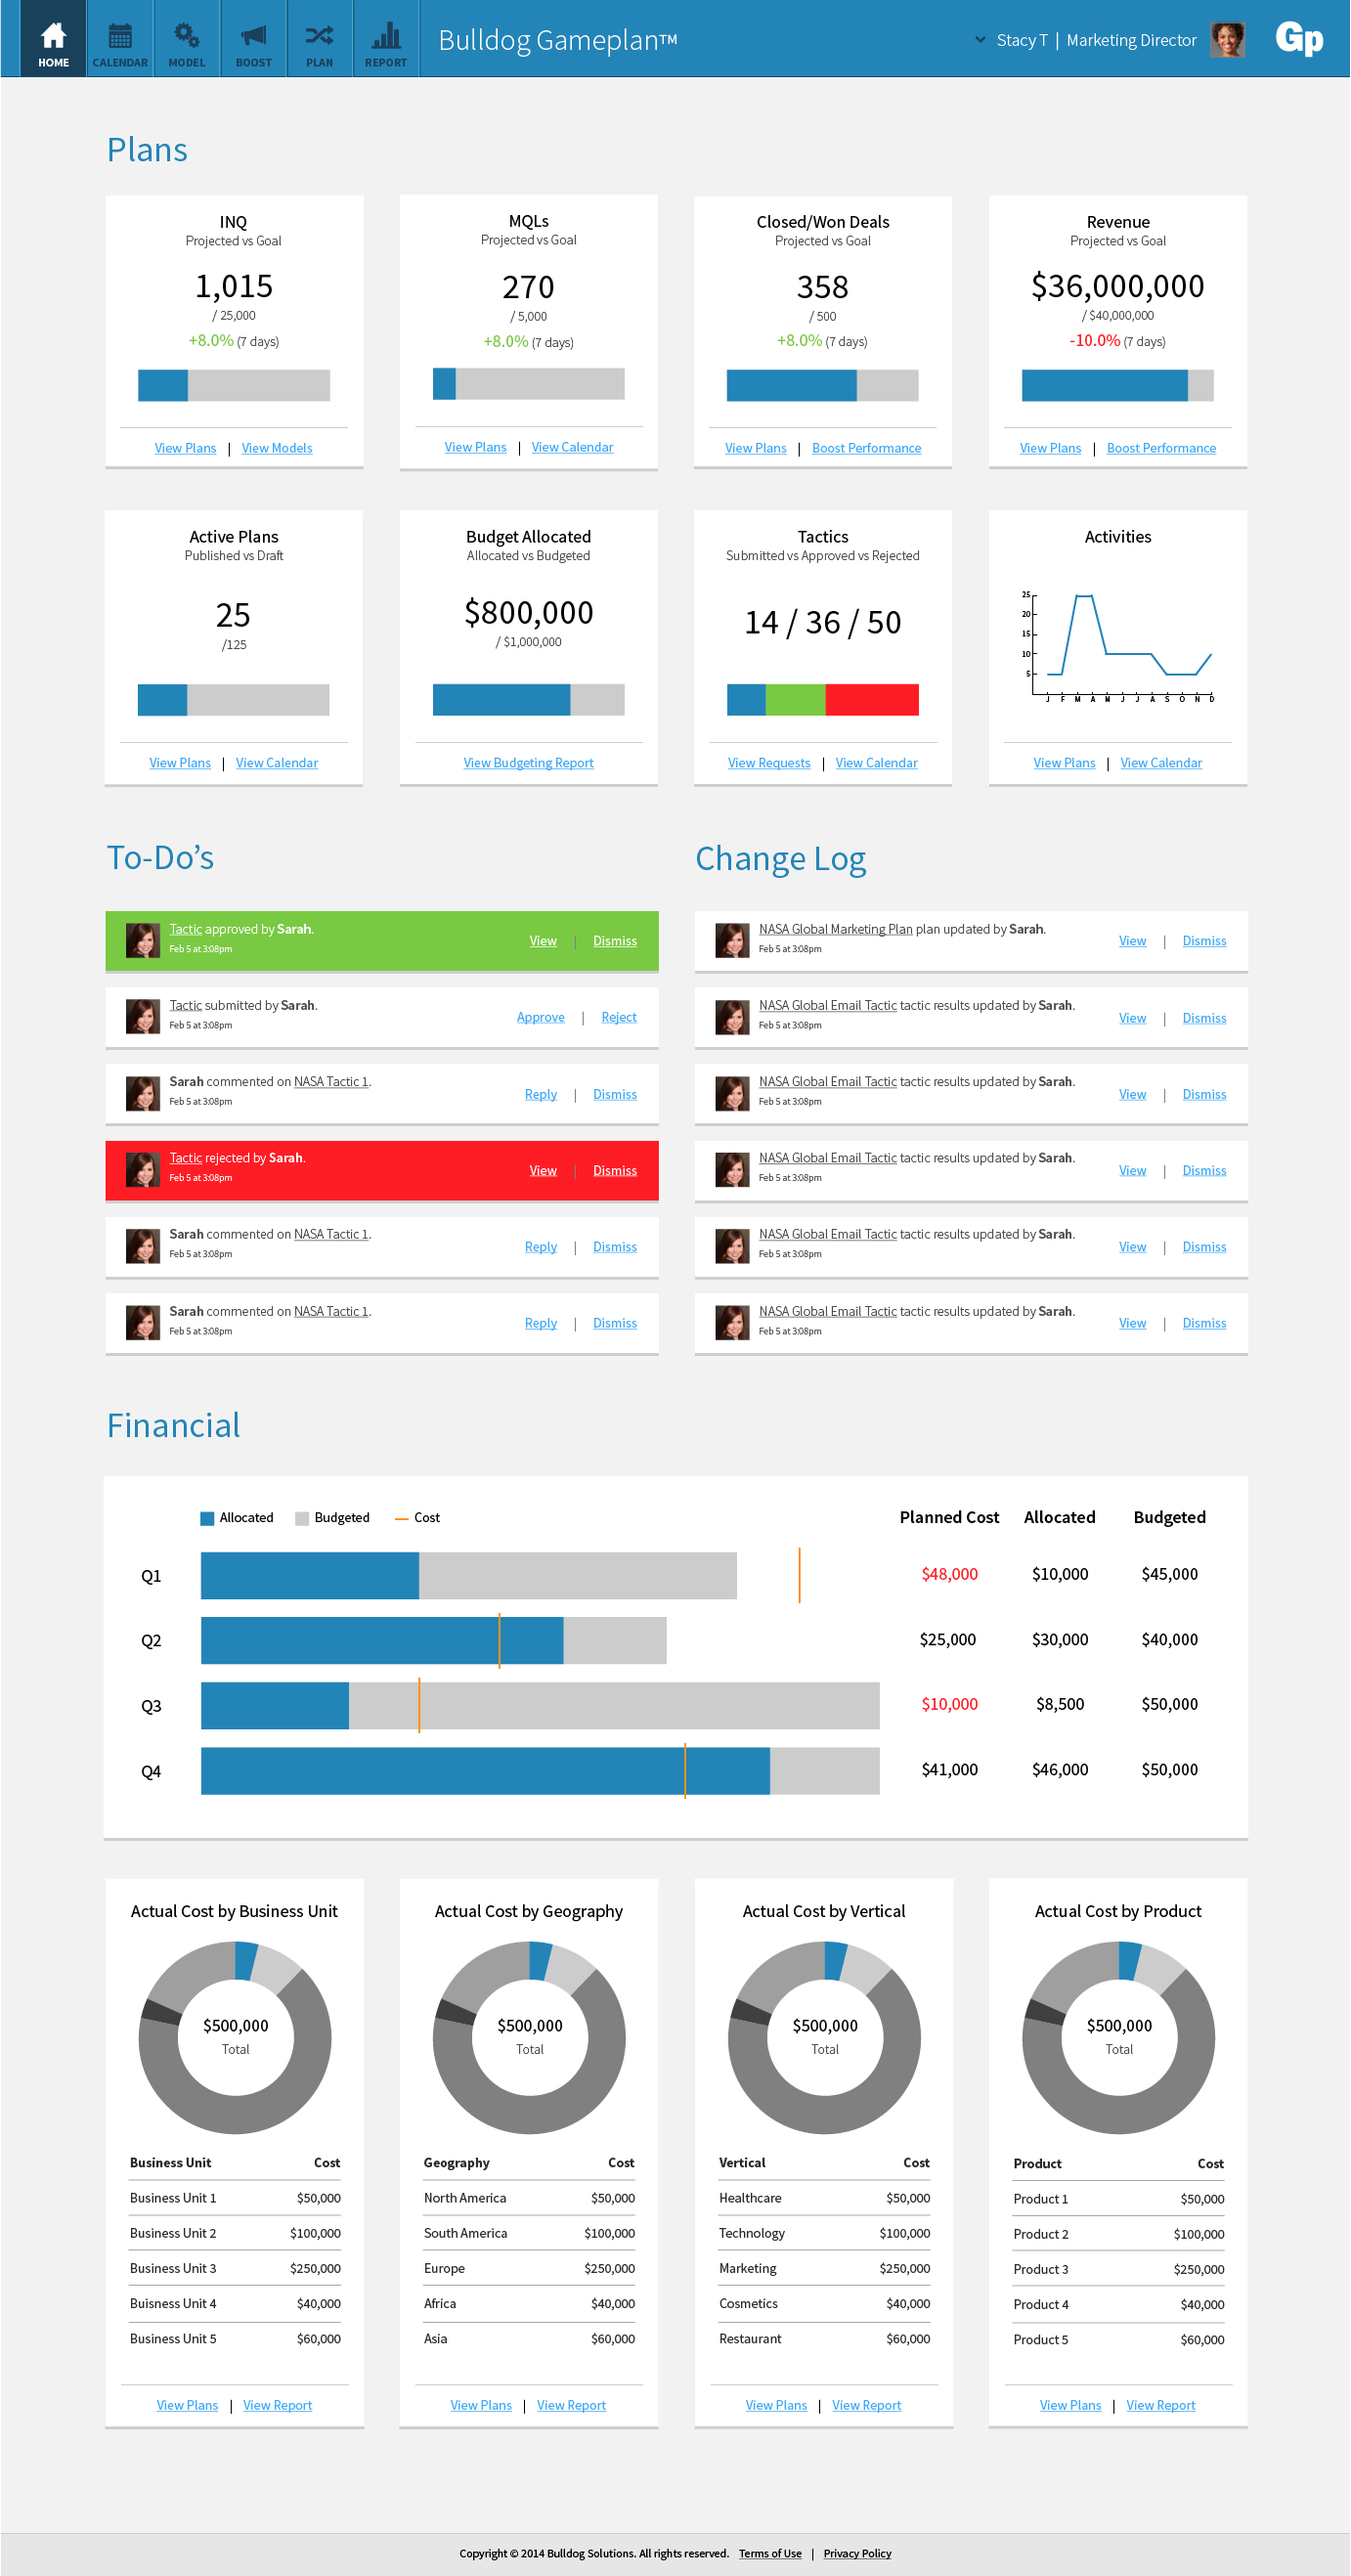 HOME CALENDAR MODEL BOOST PLAN REPORT Bulldog Gameplan™ Stacy T | Marketing Director Gp
Plans
INQ
Projected vs Goal
1,015
/ 25,000
+8.0% (7 days)
View Plans | View Models
MQLs
Projected vs Goal
270
/ 5,000
+8.0% (7 days)
View Plans | View Calendar
Closed/Won Deals
Projected vs Goal
358
/ 500
+8.0% (7 days)
View Plans | Boost Performance
Revenue
Projected vs Goal
$36,000,000
/ $40,000,000
-10.0% (7 days)
View Plans | Boost Performance
Active Plans
Published vs Draft
25
/125
View Plans | View Calendar
Budget Allocated
Allocated vs Budgeted
$800,000
/ $1,000,000
View Budgeting Report
Tactics
Submitted vs Approved vs Rejected
14 / 36 / 50
View Requests | View Calendar
Activities
25
20
15
10
5
J F M A M J J A S O N D
View Plans | View Calendar
To-Do’s
Tactic approved by Sarah.
Feb 5 at 3:08pm
View | Dismiss
Tactic submitted by Sarah.
Feb 5 at 3:08pm
Approve | Reject
Sarah commented on NASA Tactic 1.
Feb 5 at 3:08pm
Reply | Dismiss
Tactic rejected by Sarah.
Feb 5 at 3:08pm
View | Dismiss
Sarah commented on NASA Tactic 1.
Feb 5 at 3:08pm
Reply | Dismiss
Sarah commented on NASA Tactic 1.
Feb 5 at 3:08pm
Reply | Dismiss
Change Log
NASA Global Marketing Plan plan updated by Sarah.
Feb 5 at 3:08pm
View | Dismiss
NASA Global Email Tactic tactic results updated by Sarah.
Feb 5 at 3:08pm
View | Dismiss
NASA Global Email Tactic tactic results updated by Sarah.
Feb 5 at 3:08pm
View | Dismiss
NASA Global Email Tactic tactic results updated by Sarah.
Feb 5 at 3:08pm
View | Dismiss
NASA Global Email Tactic tactic results updated by Sarah.
Feb 5 at 3:08pm
View | Dismiss
NASA Global Email Tactic tactic results updated by Sarah.
Feb 5 at 3:08pm
View | Dismiss
Financial
Allocated Budgeted Cost Planned Cost Allocated Budgeted
Q1 $48,000 $10,000 $45,000
Q2 $25,000 $30,000 $40,000
Q3 $10,000 $8,500 $50,000
Q4 $41,000 $46,000 $50,000
Actual Cost by Business Unit
$500,000
Total
Business Unit Cost
Business Unit 1 $50,000
Business Unit 2 $100,000
Business Unit 3 $250,000
Buisness Unit 4 $40,000
Business Unit 5 $60,000
View Plans | View Report
Actual Cost by Geography
$500,000
Total
Geography Cost
North America $50,000
South America $100,000
Europe $250,000
Africa $40,000
Asia $60,000
View Plans | View Report
Actual Cost by Vertical
$500,000
Total
Vertical Cost
Healthcare $50,000
Technology $100,000
Marketing $250,000
Cosmetics $40,000
Restaurant $60,000
View Plans | View Report
Actual Cost by Product
$500,000
Total
Product Cost
Product 1 $50,000
Product 2 $100,000
Product 3 $250,000
Product 4 $40,000
Product 5 $60,000
View Plans | View Report
Copyright © 2014 Bulldog Solutions. All rights reserved. Terms of Use | Privacy Policy